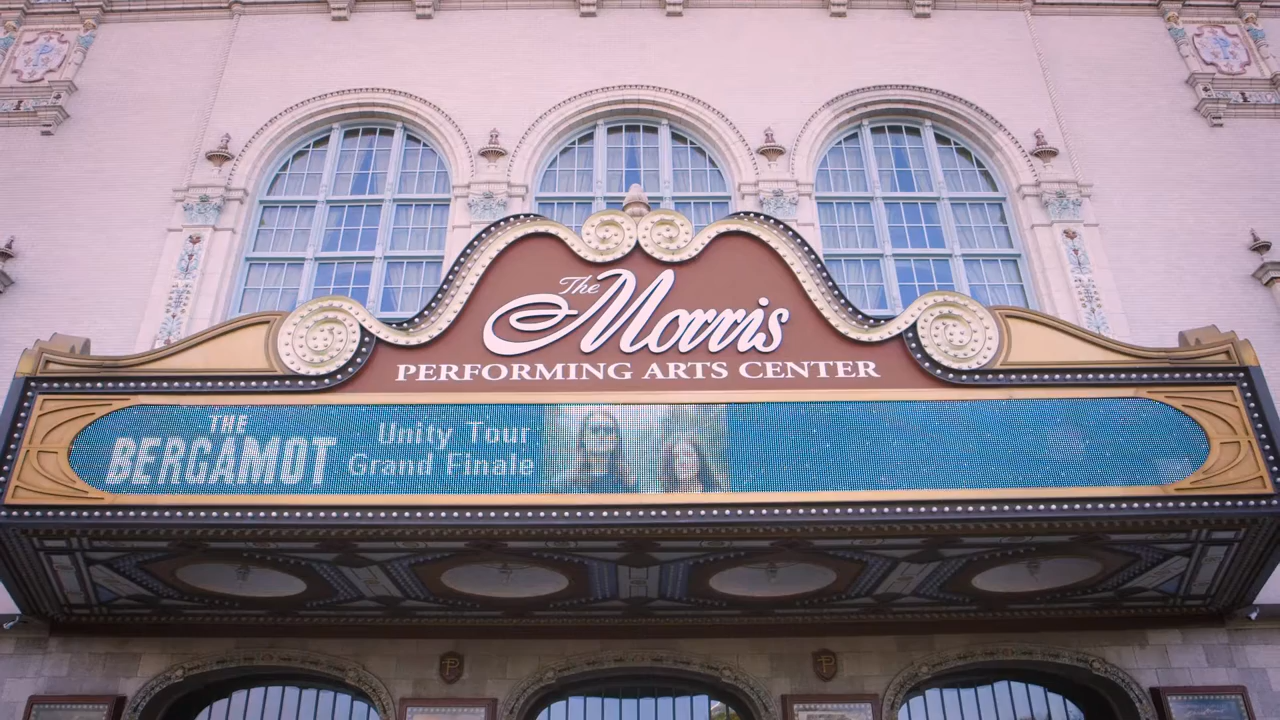 The Morris
PERFORMING ARTS CENTER
THE
BERGAMOT
Unity Tour
Grand Finale